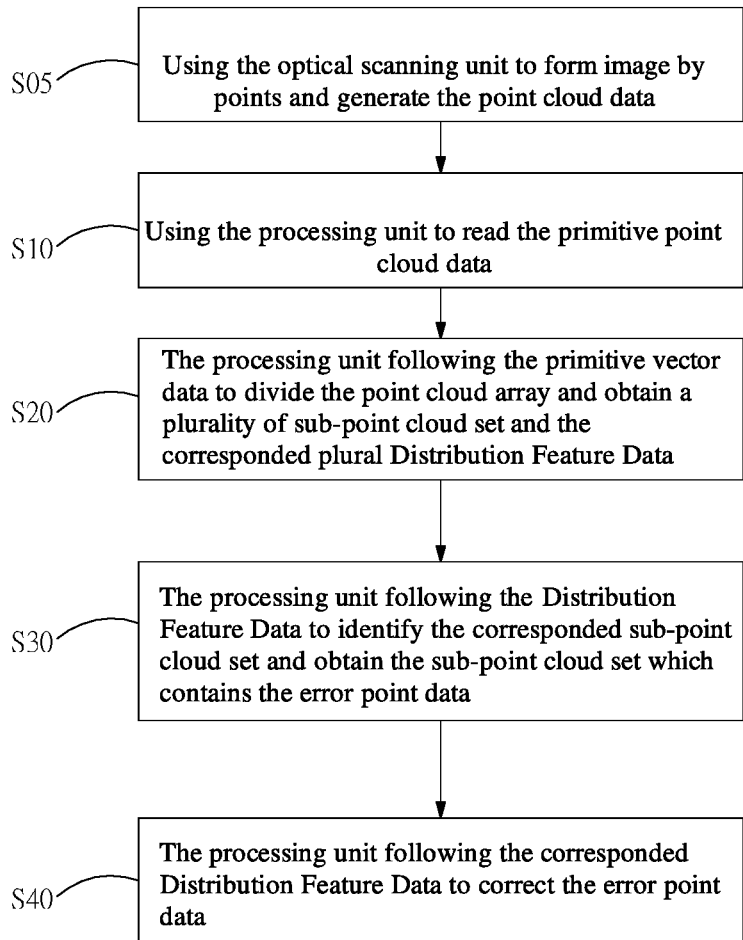 S05
Using the optical scanning unit to form image by
points and generate the point cloud data
S10
Using the processing unit to read the primitive point
cloud data
S20
The processing unit following the primitive vector
data to divide the point cloud array and obtain a
plurality of sub-point cloud set and the
corresponded plural Distribution Feature Data
S30
The processing unit following the Distribution
Feature Data to identify the corresponded sub-point
cloud set and obtain the sub-point cloud set which
contains the error point data
S40
The processing unit following the corresponded
Distribution Feature Data to correct the error point
data